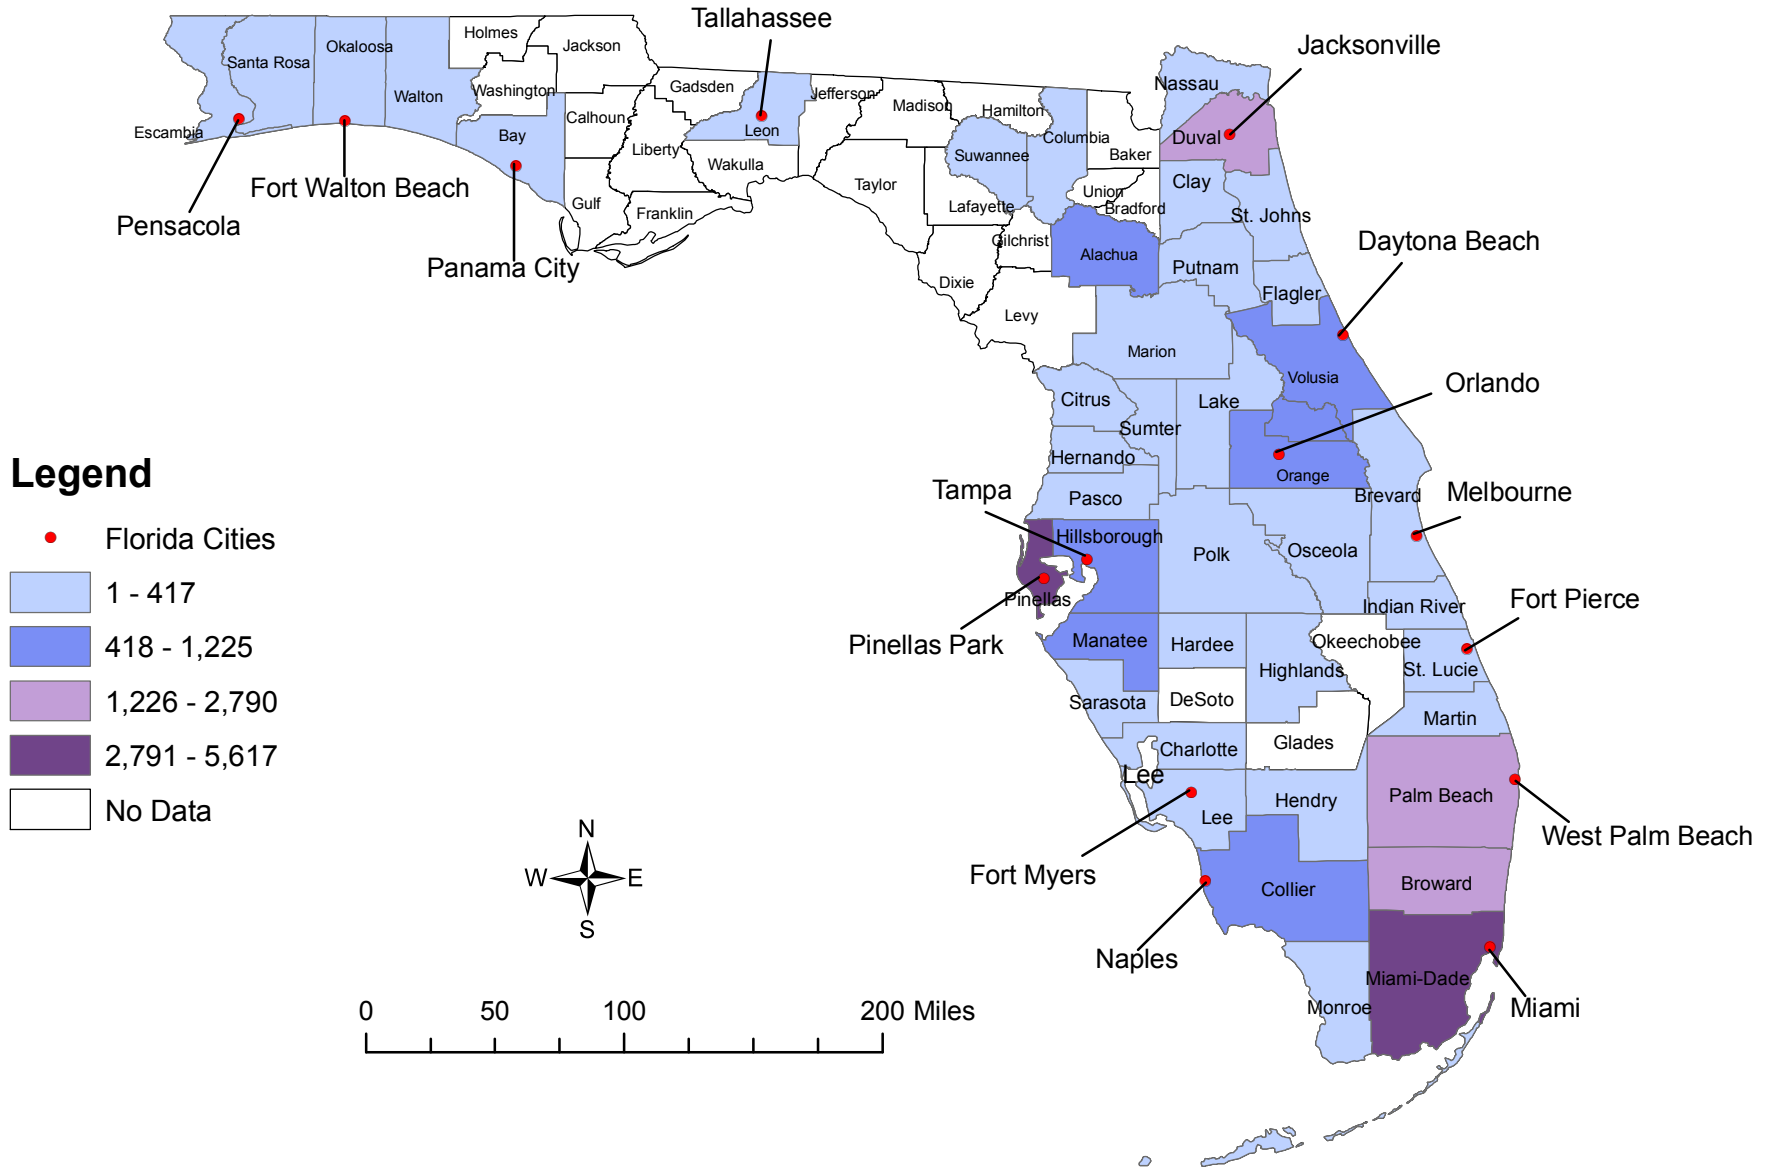 Tallahassee
Jacksonville
Holmes
Jackson
Okaloosa
Santa Rosa
Walton
Washington
Gadsden
Jefferson
Madison
Hamilton
Nassau
Escambia
Bay
Calhoun
Leon
Columbia
Duval
Liberty
Wakulla
Suwannee
Baker
Fort Walton Beach
Taylor
Clay
Union
Gulf
Franklin
Lafayette
Bradford
St. Johns
Pensacola
Gilchrist
Daytona Beach
Panama City
Alachua
Putnam
Dixie
Flagler
Levy
Marion
Volusia
Orlando
Citrus
Lake
Sumter
Hernando
Orange
Legend
Tampa
Pasco
Brevard
Melbourne
Florida Cities
Hillsborough
Polk
Osceola
1 - 417
Pinellas
Indian River
Fort Pierce
418 - 1,225
Pinellas Park
Manatee
Hardee
Okeechobee
Highlands
St. Lucie
1,226 - 2,790
Sarasota
DeSoto
Martin
2,791 - 5,617
Charlotte
Glades
Lee
No Data
Lee
Hendry
Palm Beach
West Palm Beach
N
W
E
S
Fort Myers
Collier
Broward
Naples
Miami-Dade
Monroe
Miami
0 50 100 200 Miles